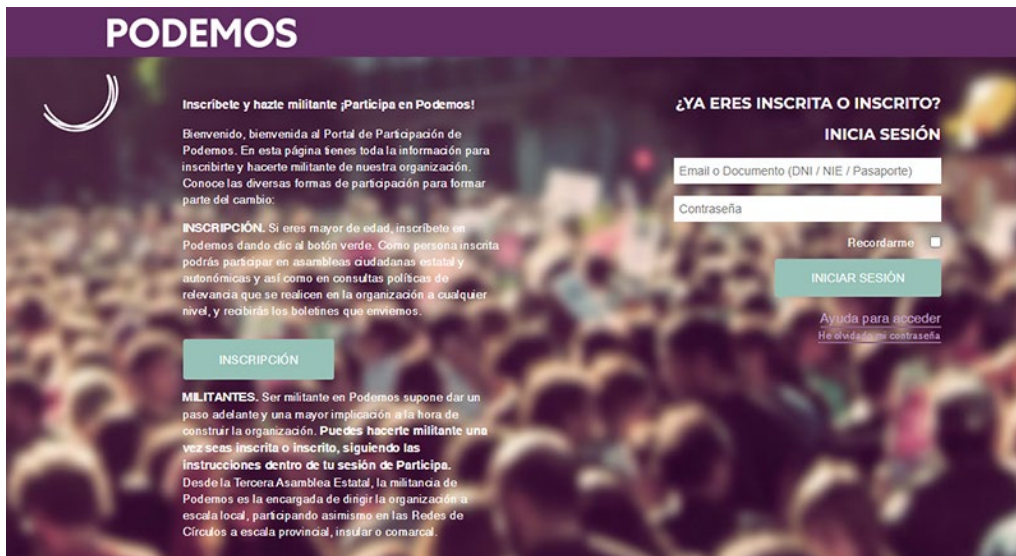 PODEMOS
Inscríbete y hazte militante ¡Participa en Podemos!
Bienvenido, bienvenida al Portal de Participación de
Podemos. En esta página tienes toda la información para
inscribirte y hacerte militante de nuestra organización.
Conoce las diversas formas de participación para formar
parte del cambio:
INSCRIPCIÓN. Si eres mayor de edad, inscríbete en
Podemos dando clic al botón verde. Como persona inscrita
podrás participar en asambleas ciudadanas estatal y
autonómicas y así como en consultas políticas de
relevancia que se realicen en la organización a cualquier
nivel, y recibirás los boletines que enviemos.
INSCRIPCIÓN
MILITANTES. Ser militante en Podemos supone dar un
paso adelante y una mayor implicación a la hora de
construir la organización. Puedes hacerte militante una
vez seas inscrita o inscrito, siguiendo las
instrucciones dentro de tu sesión de Participa.
Desde la Tercera Asamblea Estatal, la militancia de
Podemos es la encargada de dirigir la organización a
escala local, participando asimismo en las Redes de
Círculos a escala provincial, insular o comarcal.
¿YA ERES INSCRITA O INSCRITO?
INICIA SESIÓN
Email o Documento (DNI / NIE / Pasaporte)
Contraseña
Recordarme
INICIAR SESIÓN
Ayuda para acceder
He olvidado mi contraseña